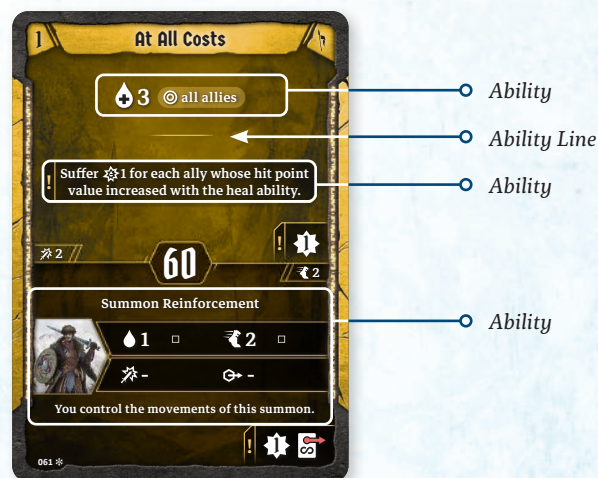 1 At All Costs
3 all allies
Ability
Ability Line
! Suffer 1 for each ally whose hit point
value increased with the heal ability.
Ability
! 1
2 60 2
Summon Reinforcement
1 2
- -
You control the movements of this summon.
Ability
! 1
061